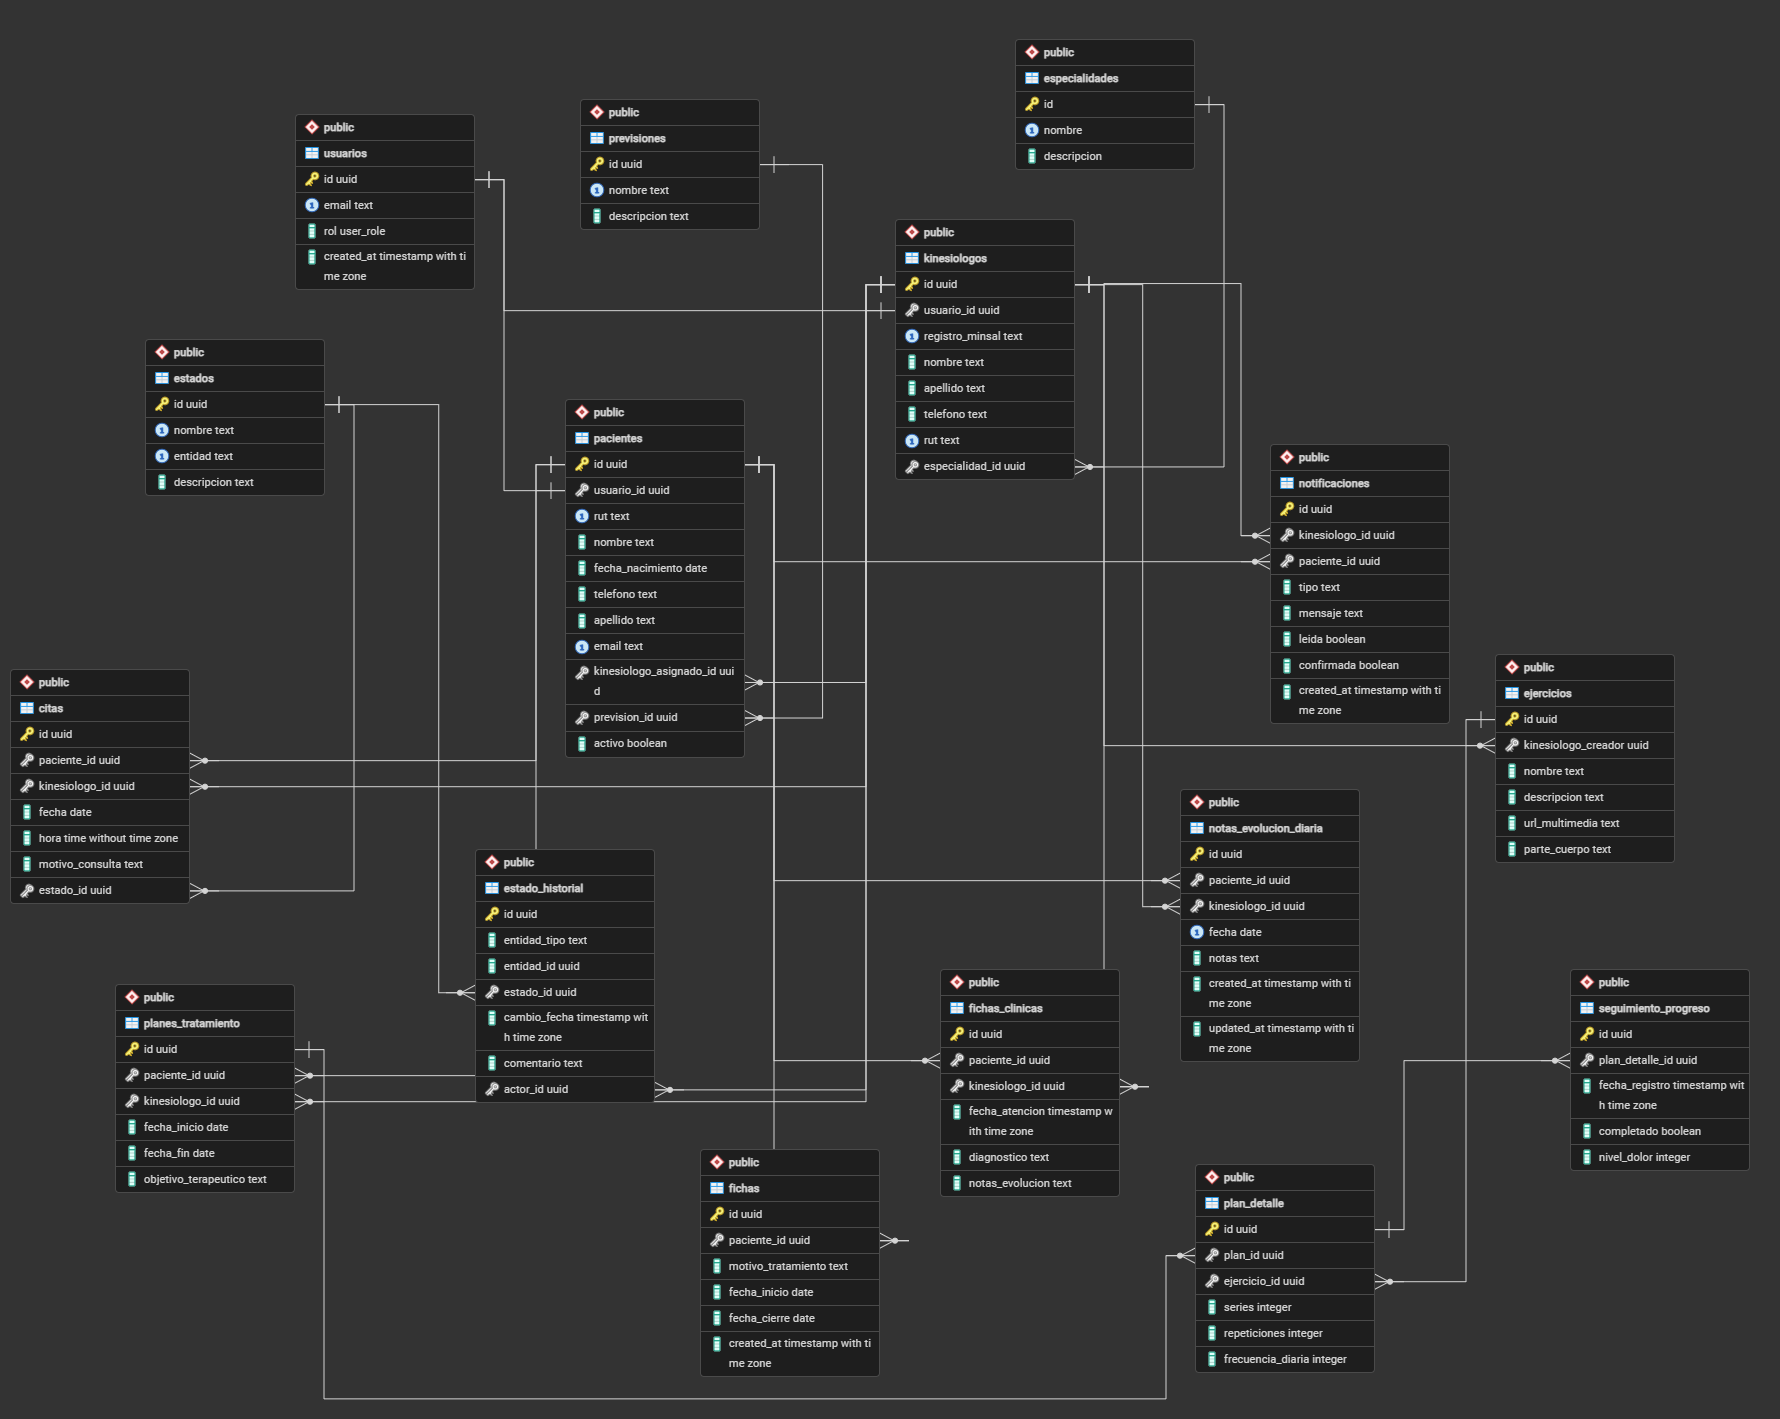 public
especialidades
id
nombre
descripcion
public
previsiones
id uuid
nombre text
descripcion text
public
usuarios
id uuid
email text
rol user_role
created_at timestamp with ti
me zone
public
kinesiologos
id uuid
usuario_id uuid
registro_minsal text
nombre text
apellido text
telefono text
rut text
especialidad_id uuid
public
estados
id uuid
nombre text
entidad text
descripcion text
public
pacientes
id uuid
usuario_id uuid
rut text
nombre text
fecha_nacimiento date
telefono text
apellido text
email text
kinesiologo_asignado_id uui
d
prevision_id uuid
activo boolean
public
notificaciones
id uuid
kinesiologo_id uuid
paciente_id uuid
tipo text
mensaje text
leida boolean
confirmada boolean
created_at timestamp with ti
me zone
public
ejercicios
id uuid
kinesiologo_creador uuid
nombre text
descripcion text
url_multimedia text
parte_cuerpo text
public
citas
id uuid
paciente_id uuid
kinesiologo_id uuid
fecha date
hora time without time zone
motivo_consulta text
estado_id uuid
public
notas_evolucion_diaria
id uuid
paciente_id uuid
kinesiologo_id uuid
fecha date
notas text
created_at timestamp with ti
me zone
updated_at timestamp with ti
me zone
public
estado_historial
id uuid
entidad_tipo text
entidad_id uuid
estado_id uuid
cambio_fecha timestamp wit
h time zone
comentario text
actor_id uuid
public
fichas_clinicas
id uuid
paciente_id uuid
kinesiologo_id uuid
fecha_atencion timestamp w
ith time zone
diagnostico text
notas_evolucion text
public
seguimiento_progreso
id uuid
plan_detalle_id uuid
fecha_registro timestamp wit
h time zone
completado boolean
nivel_dolor integer
public
planes_tratamiento
id uuid
paciente_id uuid
kinesiologo_id uuid
fecha_inicio date
fecha_fin date
objetivo_terapeutico text
public
fichas
id uuid
paciente_id uuid
motivo_tratamiento text
fecha_inicio date
fecha_cierre date
created_at timestamp with ti
me zone
public
plan_detalle
id uuid
plan_id uuid
ejercicio_id uuid
series integer
repeticiones integer
frecuencia_diaria integer